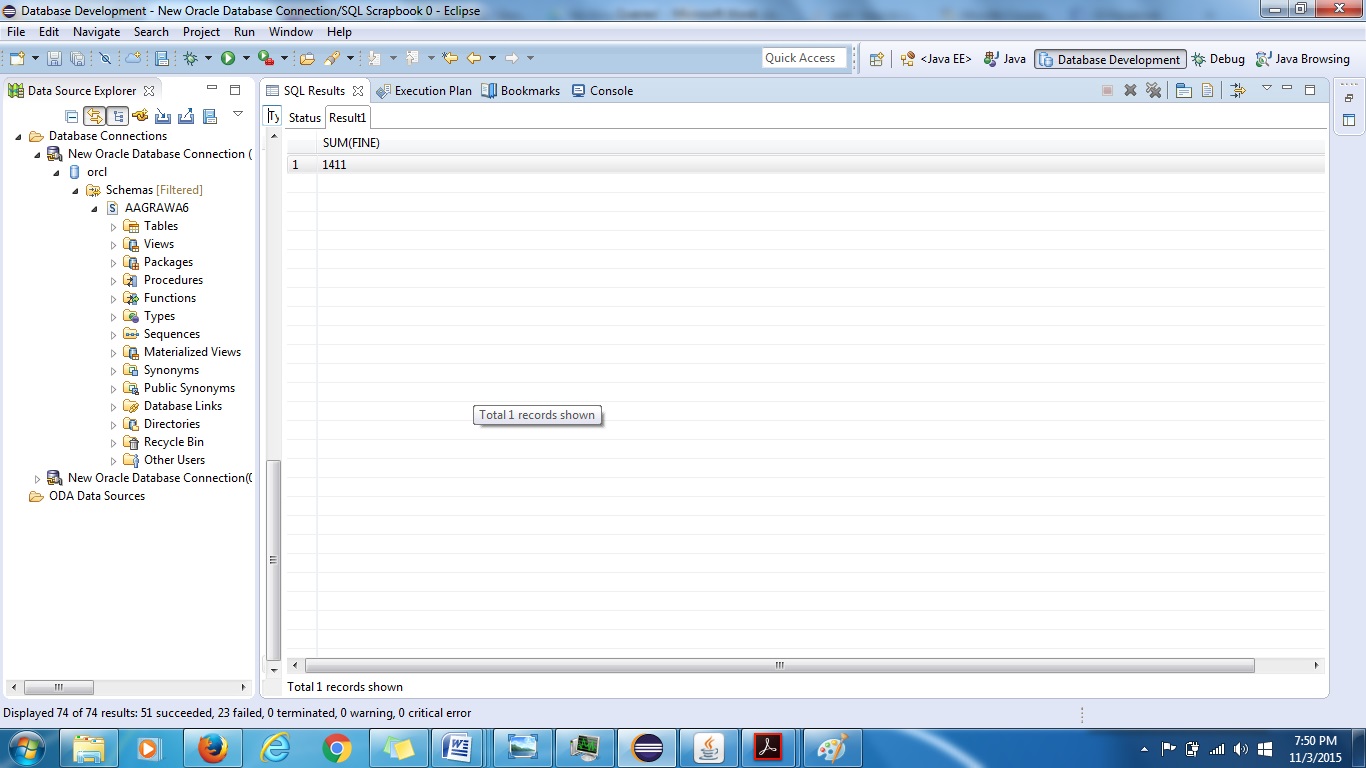 Database Development - New Oracle Database Connection/SQL Scrapbook 0 - Eclipse
File Edit Navigate Search Project Run Window Help
Quick Access
<Java EE> Java Database Development Debug Java Browsing
Data Source Explorer
Database Connections
New Oracle Database Connection (
orcl
Schemas [Filtered]
AAGRAWA6
Tables
Views
Packages
Procedures
Functions
Types
Sequences
Materialized Views
Synonyms
Public Synonyms
Database Links
Directories
Recycle Bin
Other Users
New Oracle Database Connection(
ODA Data Sources
SQL Results Execution Plan Bookmarks Console
Status Result1
SUM(FINE)
1 1411
Total 1 records shown
Total 1 records shown
Displayed 74 of 74 results: 51 succeeded, 23 failed, 0 terminated, 0 warning, 0 critical error
7:50 PM
11/3/2015